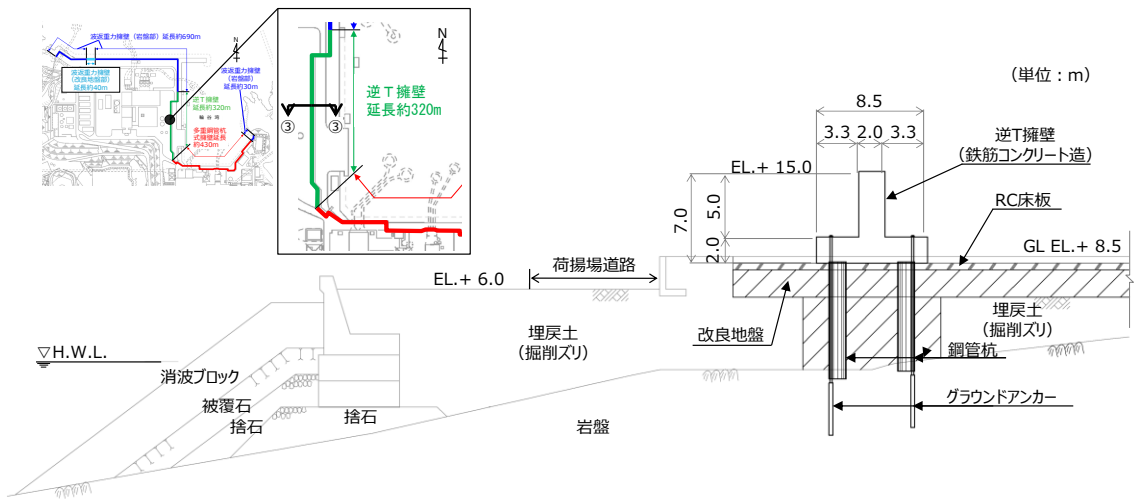 波返重力擁壁（岩盤部）延長約690m
波返重力擁壁
（改良地盤部）
延長約40m
波返重力擁壁
（岩盤部）
延長約30m
逆T擁壁
延長約320m
輪谷湾
多重鋼管杭
式擁壁延長
約430m
N
N
逆T擁壁
延長約320m
③
③
（単位：m）
8.5
3.3
2.0
3.3
逆T擁壁
（鉄筋コンクリート造）
EL.+ 15.0
7.0
5.0
2.0
RC床板
GL EL.+ 8.5
EL.+ 6.0
荷揚場道路
埋戻土
（掘削ズリ）
改良地盤
埋戻土
（掘削ズリ）
鋼管杭
グラウンドアンカー
▽H.W.L.
消波ブロック
被覆石
捨石
捨石
岩盤